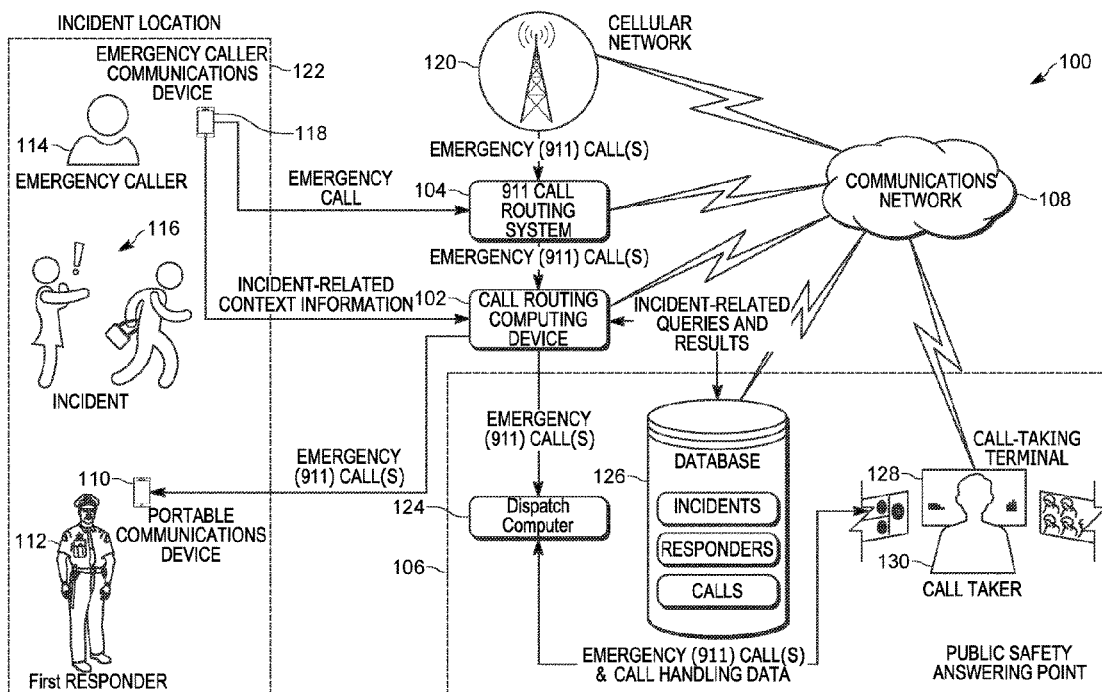 INCIDENT LOCATION
EMERGENCY CALLER
COMMUNICATIONS
DEVICE
122
118
114
EMERGENCY CALLER
116
INCIDENT
110
PORTABLE
COMMUNICATIONS
DEVICE
112
First RESPONDER
CELLULAR
NETWORK
120
100
EMERGENCY (911) CALL(S)
EMERGENCY
CALL
104
911 CALL
ROUTING
SYSTEM
EMERGENCY (911) CALL(S)
INCIDENT-RELATED
CONTEXT INFORMATION
102
CALL ROUTING
COMPUTING
DEVICE
INCIDENT-RELATED
QUERIES AND
RESULTS
COMMUNICATIONS
NETWORK
108
EMERGENCY
(911) CALL(S)
EMERGENCY
(911) CALL(S)
124
Dispatch
Computer
106
126
DATABASE
INCIDENTS
RESPONDERS
CALLS
CALL-TAKING
TERMINAL
128
130
CALL TAKER
EMERGENCY (911) CALL(S)
& CALL HANDLING DATA
PUBLIC SAFETY
ANSWERING POINT